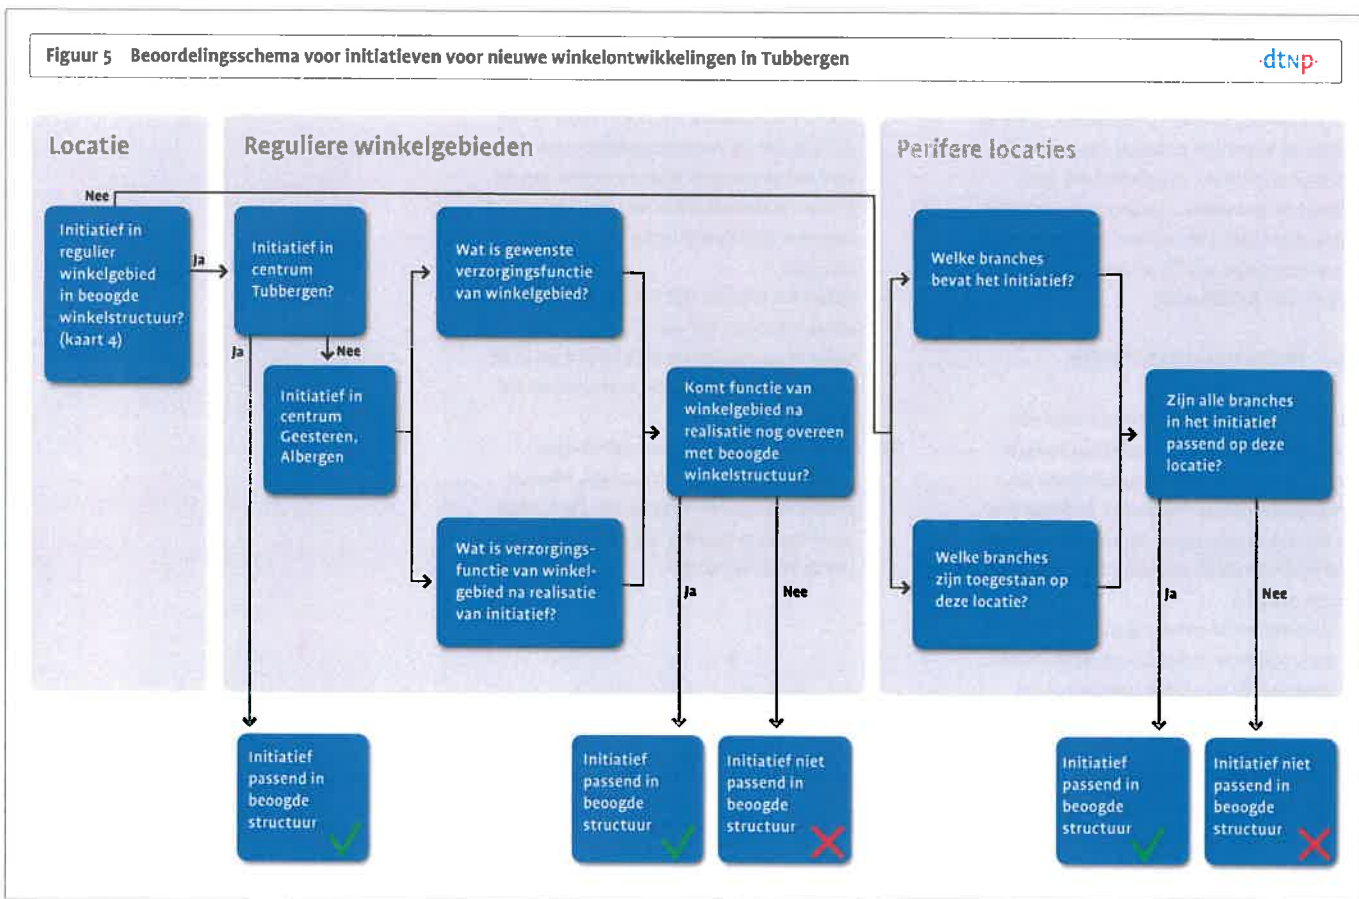 Figuur 5 Beoordelingsschema voor initiatieven voor nieuwe winkelontwikkelingen in Tubbergen
·dtnp·
Locatie
Reguliere winkelgebieden
Perifere locaties
Nee
Initiatief in
regulier
winkelgebied
in beoogde
winkelstructuur?
(kaart 4)
Ja
Initiatief in
centrum
Tubbergen?
Ja
Nee
Initiatief in
centrum
Geesteren,
Albergen
Wat is gewenste
verzorgingsfunctie
van winkelgebied?
Wat is verzorgings-
functie van winkel-
gebied na realisatie
van initiatief?
Komt functie van
winkelgebied na
realisatie nog overeen
met beoogde
winkelstructuur?
Ja
Nee
Welke branches
bevat het initiatief?
Welke branches
zijn toegestaan op
deze locatie?
Zijn alle branches
in het initiatief
passend op deze
locatie?
Ja
Nee
Initiatief
passend in
beoogde
structuur
Initiatief
passend in
beoogde
structuur
Initiatief niet
passend in
beoogde
structuur
Initiatief
passend in
beoogde
structuur
Initiatief niet
passend in
beoogde
structuur